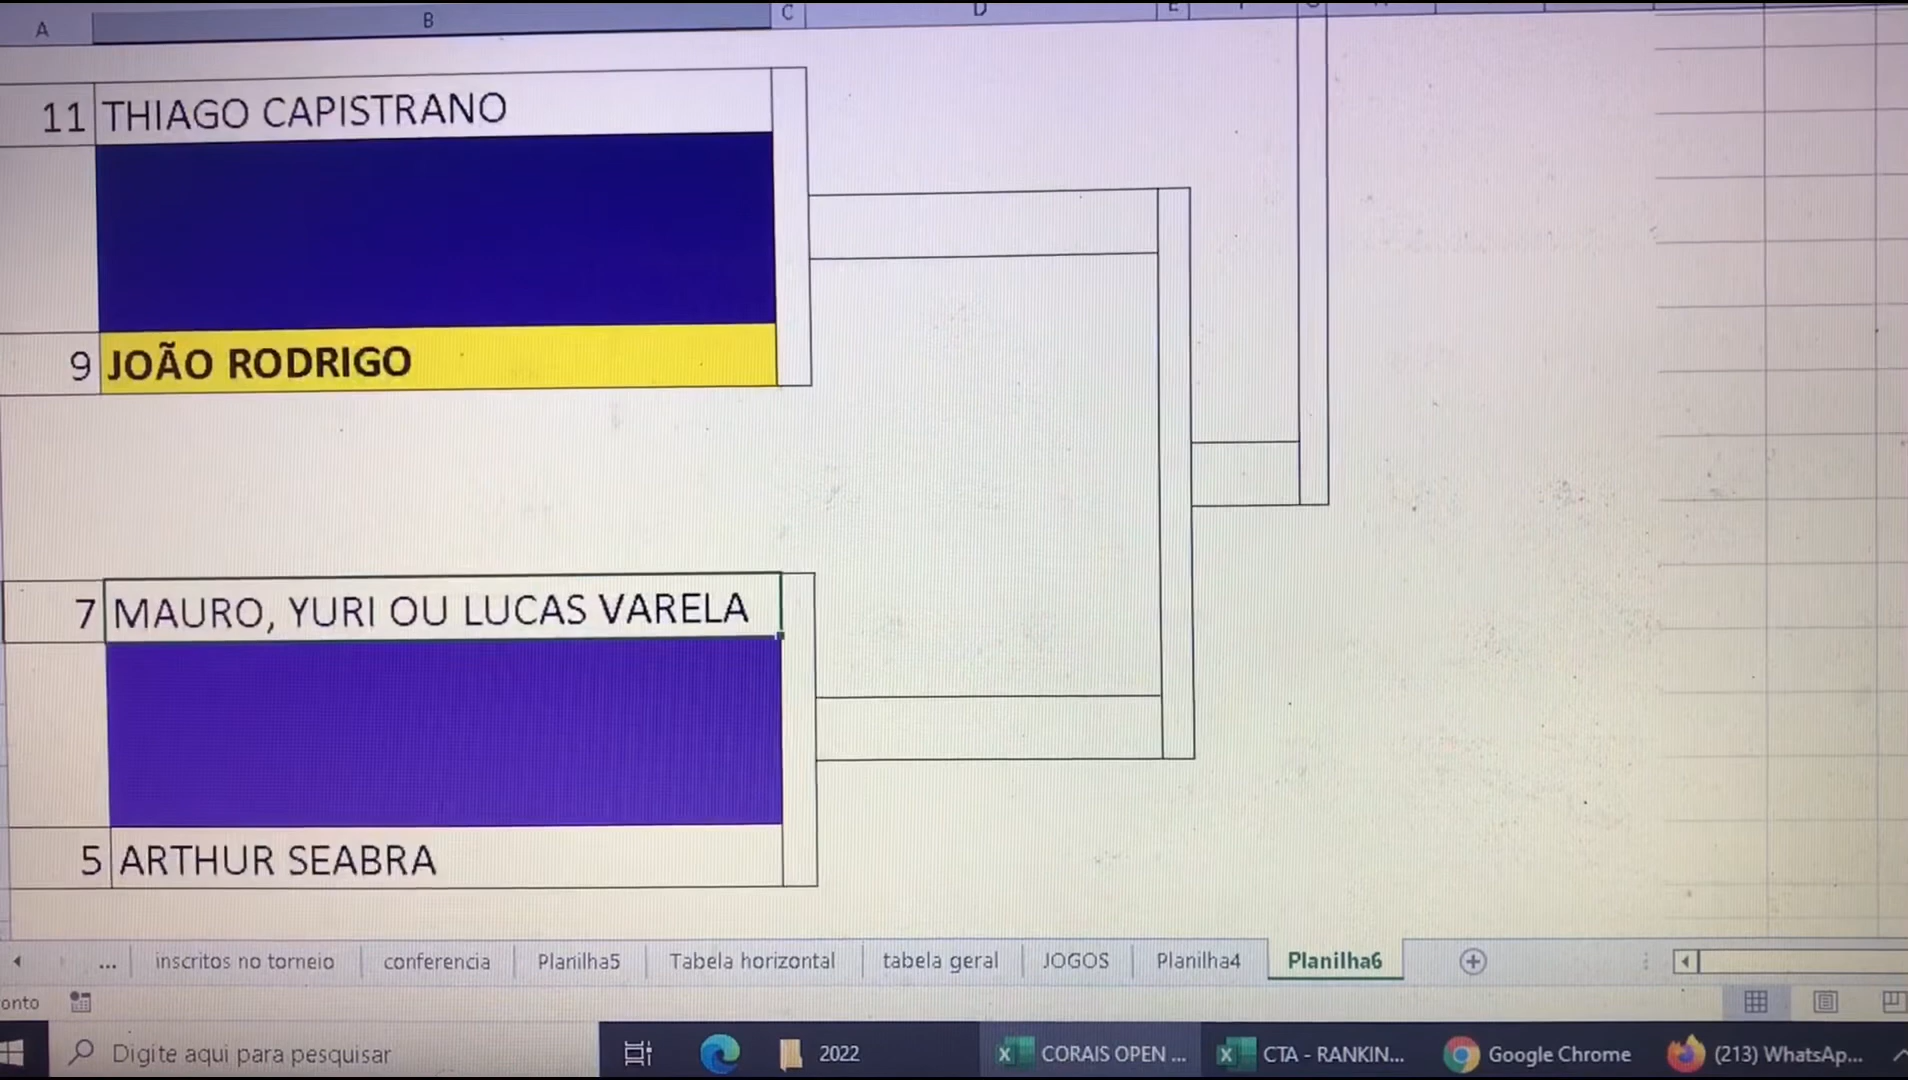 A B C D E
11 THIAGO CAPISTRANO
9 JOÃO RODRIGO
7 MAURO, YURI OU LUCAS VARELA
5 ARTHUR SEABRA
... inscritos no torneio conferencia Planilha5 Tabela horizontal tabela geral JOGOS Planilha4 Planilha6
onto
Digite aqui para pesquisar 2022 CORAIS OPEN ... CTA - RANKIN... Google Chrome (213) WhatsAp...